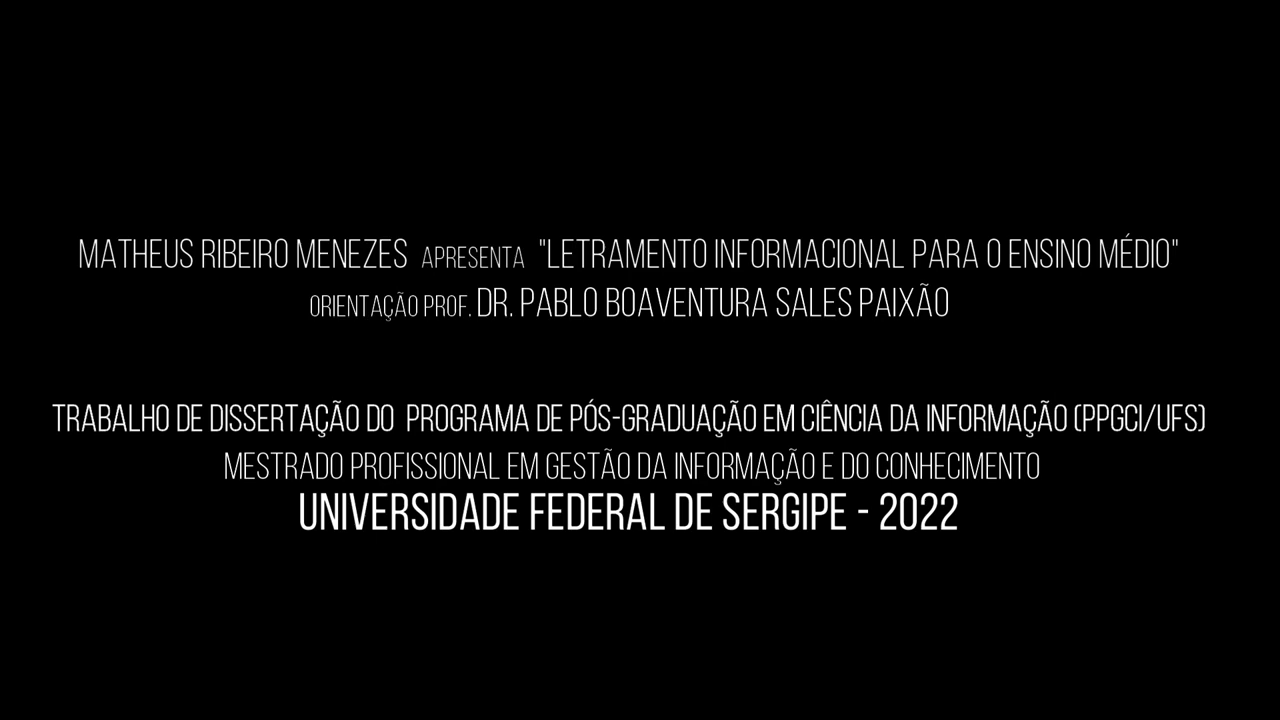 MATHEUS RIBEIRO MENEZES APRESENTA "LETRAMENTO INFORMACIONAL PARA O ENSINO MÉDIO"
ORIENTAÇÃO PROF. DR. PABLO BOAVENTURA SALES PAIXÃO
TRABALHO DE DISSERTAÇÃO DO PROGRAMA DE PÓS-GRADUAÇÃO EM CIÊNCIA DA INFORMAÇÃO (PPGCI/UFS)
MESTRADO PROFISSIONAL EM GESTÃO DA INFORMAÇÃO E DO CONHECIMENTO
UNIVERSIDADE FEDERAL DE SERGIPE - 2022